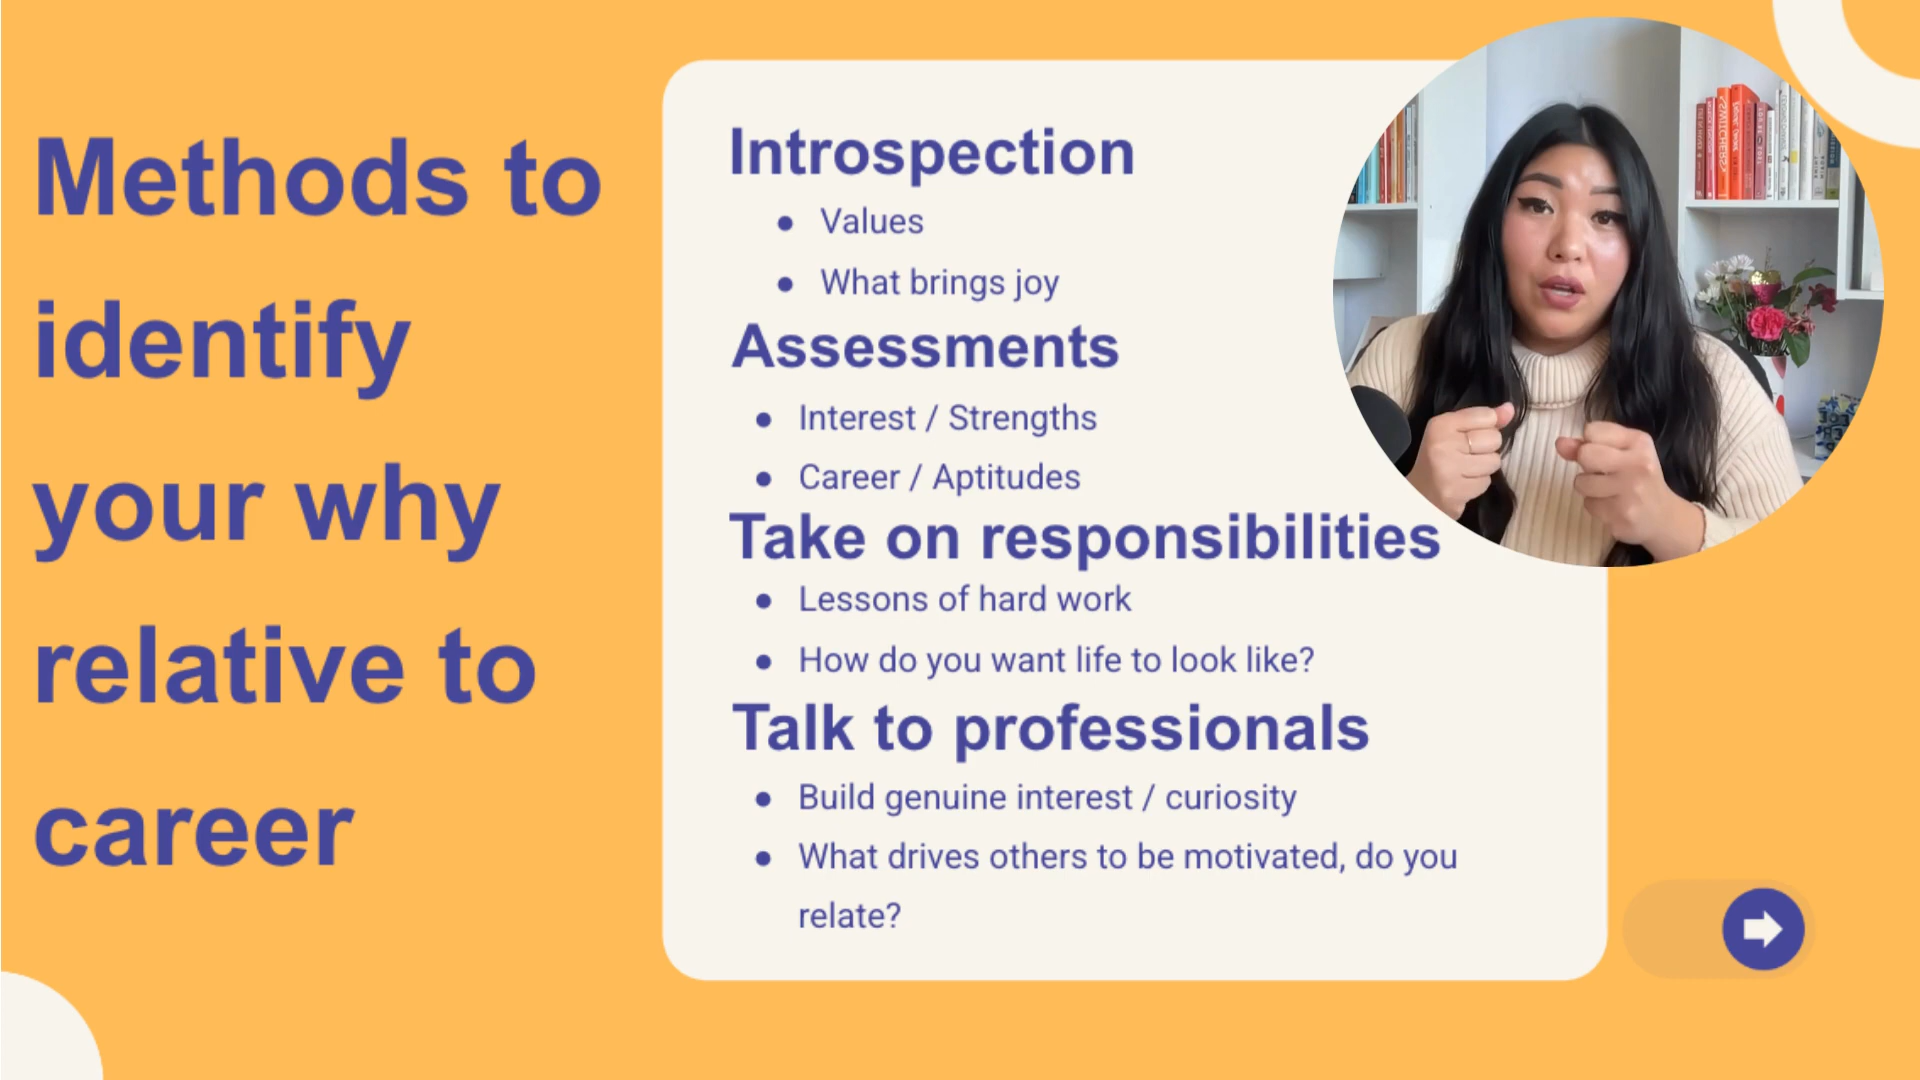 Methods to
identify
your why
relative to
career
Introspection
● Values
● What brings joy
Assessments
● Interest / Strengths
● Career / Aptitudes
Take on responsibilities
● Lessons of hard work
● How do you want life to look like?
Talk to professionals
● Build genuine interest / curiosity
● What drives others to be motivated, do you
relate?